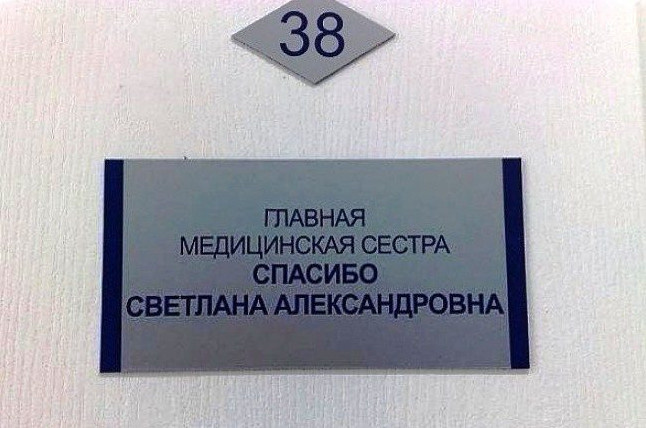 38
ГЛАВНАЯ
МЕДИЦИНСКАЯ СЕСТРА
СПАСИБО
СВЕТЛАНА АЛЕКСАНДРОВНА